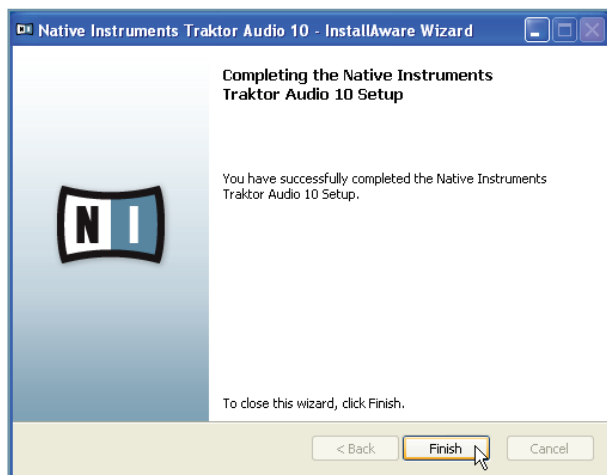 Native Instruments Traktor Audio 10 - InstallAware Wizard
Completing the Native Instruments
Traktor Audio 10 Setup
You have successfully completed the Native Instruments
Traktor Audio 10 Setup.
NI
To close this wizard, click Finish.
< Back Finish Cancel